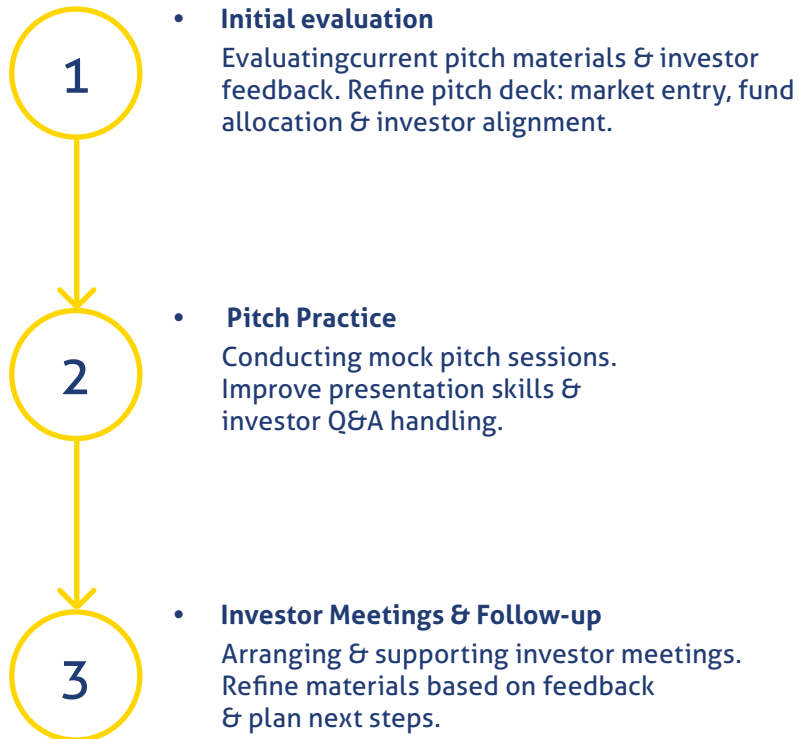 1
• Initial evaluation
Evaluatingcurrent pitch materials & investor
feedback. Refine pitch deck: market entry, fund
allocation & investor alignment.
2
• Pitch Practice
Conducting mock pitch sessions.
Improve presentation skills &
investor Q&A handling.
3
• Investor Meetings & Follow-up
Arranging & supporting investor meetings.
Refine materials based on feedback
& plan next steps.